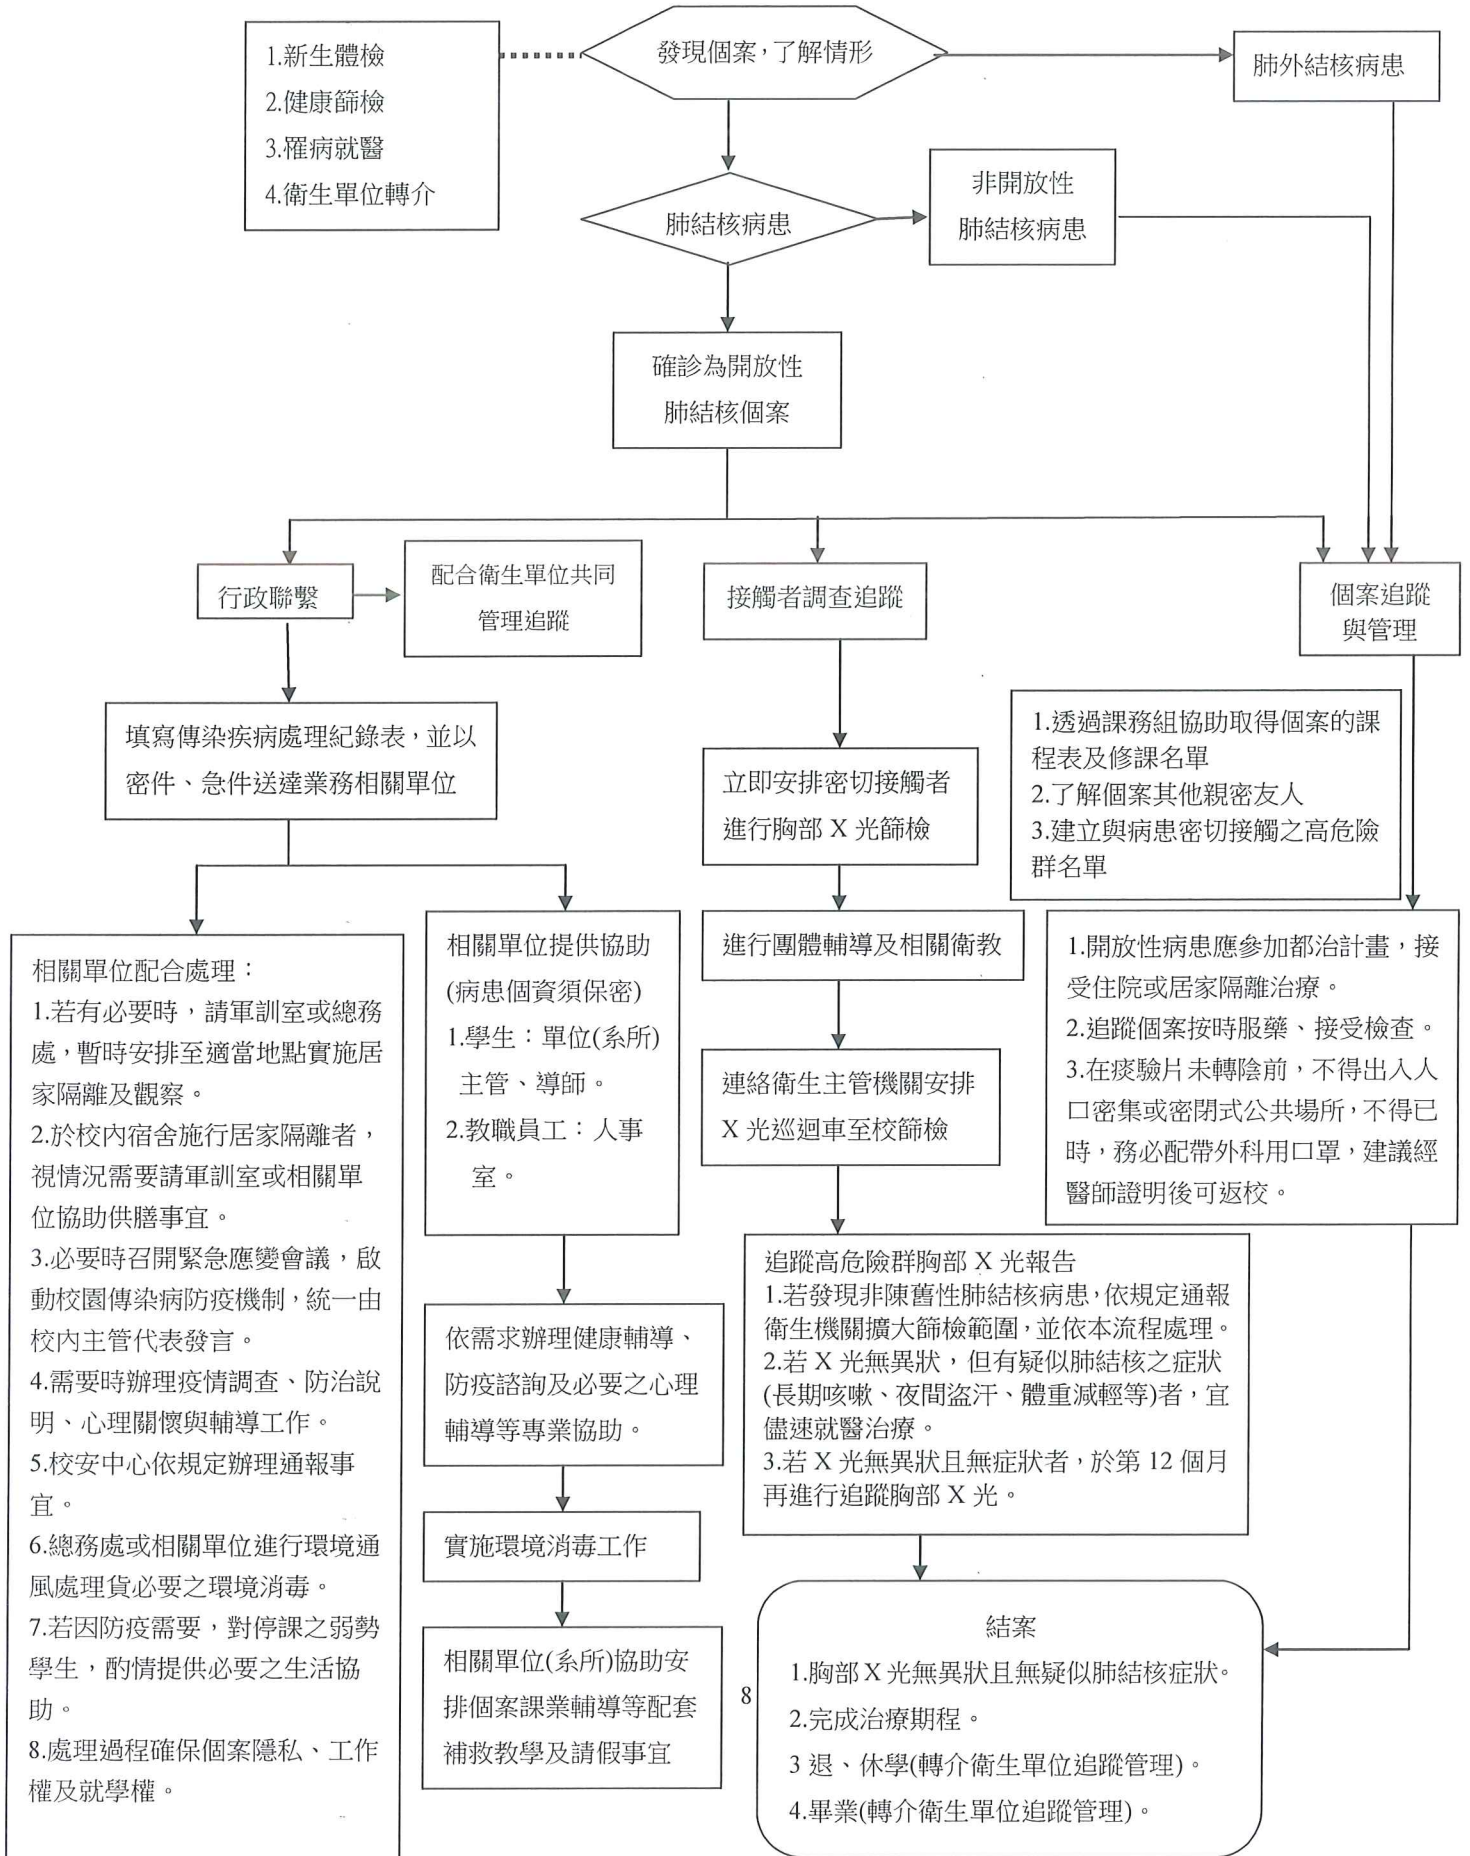 1.新生體檢
2.健康篩檢
3.罹病就醫
4.衛生單位轉介
發現個案，了解情形
肺外結核病患
肺結核病患
非開放性
肺結核病患
確診為開放性
肺結核個案
行政聯繫
配合衛生單位共同
管理追蹤
接觸者調查追蹤
個案追蹤
與管理
填寫傳染疾病處理紀錄表，並以
密件、急件送達業務相關單位
立即安排密切接觸者
進行胸部 X 光篩檢
1.透過課務組協助取得個案的課
程表及修課名單
2.了解個案其他親密友人
3.建立與病患密切接觸之高危險
群名單
相關單位配合處理：
1.若有必要時，請軍訓室或總務
處，暫時安排至適當地點實施居
家隔離及觀察。
2.於校內宿舍施行居家隔離者，
視情況需要請軍訓室或相關單
位協助供膳事宜。
3.必要時召開緊急應變會議，啟
動校園傳染病防疫機制，統一由
校內主管代表發言。
4.需要時辦理疫情調查、防治說
明、心理關懷與輔導工作。
5.校安中心依規定辦理通報事
宜。
6.總務處或相關單位進行環境通
風處理貨必要之環境消毒。
7.若因防疫需要，對停課之弱勢
學生，酌情提供必要之生活協
助。
8.處理過程確保個案隱私、工作
權及就學權。
相關單位提供協助
(病患個資須保密)
1.學生：單位(系所)
主管、導師。
2.教職員工：人事
室。
依需求辦理健康輔導、
防疫諮詢及必要之心理
輔導等專業協助。
實施環境消毒工作
相關單位(系所)協助安
排個案課業輔導等配套
補救教學及請假事宜
進行團體輔導及相關衛教
連絡衛生主管機關安排
X 光巡迴車至校篩檢
追蹤高危險群胸部 X 光報告
1.若發現非陳舊性肺結核病患，依規定通報
衛生機關擴大篩檢範圍，並依本流程處理。
2.若 X 光無異狀，但有疑似肺結核之症狀
(長期咳嗽、夜間盜汗、體重減輕等)者，宜
儘速就醫治療。
3.若 X 光無異狀且無症狀者，於第 12 個月
再進行追蹤胸部 X 光。
1.開放性病患應參加都治計畫，接
受住院或居家隔離治療。
2.追蹤個案按時服藥、接受檢查。
3.在痰驗片未轉陰前，不得出入人
口密集或密閉式公共場所，不得已
時，務必配帶外科用口罩，建議經
醫師證明後可返校。
結案
1.胸部 X 光無異狀且無疑似肺結核症狀。
2.完成治療期程。
3 退、休學(轉介衛生單位追蹤管理)。
4.畢業(轉介衛生單位追蹤管理)。
8